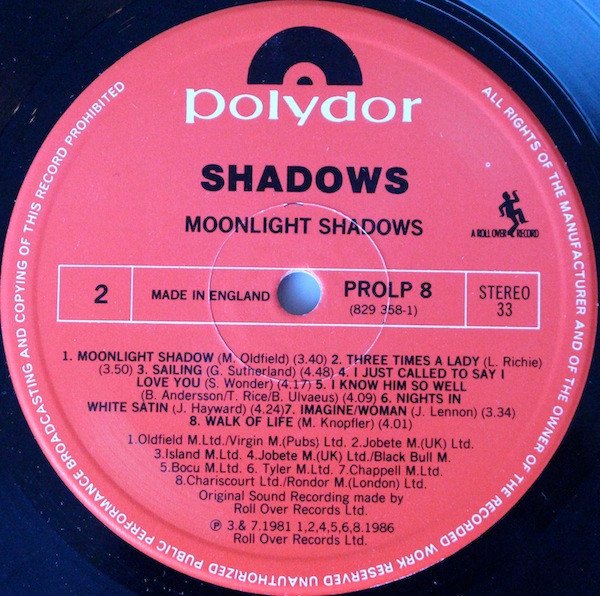 polydor
SHADOWS
MOONLIGHT SHADOWS
A ROLL OVER RECORD
2
MADE IN ENGLAND
PROLP 8
(829 358-1)
STEREO
33
1. MOONLIGHT SHADOW (M. Oldfield) (3.40) 2. THREE TIMES A LADY (L. Richie)
(3.50) 3. SAILING (G. Sutherland) (4.48) 4. I JUST CALLED TO SAY I
LOVE YOU (S. Wonder) (4.17) 5. I KNOW HIM SO WELL
(B. Andersson/T. Rice/B. Ulvaeus) (4.09) 6. NIGHTS IN
WHITE SATIN (J. Hayward) (4.24)7. IMAGINE/WOMAN (J. Lennon) (3.34)
8. WALK OF LIFE (M. Knopfler) (4.01)
1.Oldfield M.Ltd./Virgin M.(Pubs) Ltd. 2.Jobete M.(UK) Ltd.
3.Island M.Ltd. 4.Jobete M.(UK) Ltd./Black Bull M.
5.Bocu M.Ltd. 6. Tyler M.Ltd. 7.Chappell M.Ltd.
8.Chariscourt Ltd./Rondor M.(London) Ltd.
Original Sound Recording made by
Roll Over Records Ltd.
℗ 3.& 7.1981 1,2,4,5,6,8.1986
Roll Over Records Ltd.
ALL RIGHTS OF THE MANUFACTURER AND OF THE OWNER OF THE RECORDED WORK RESERVED UNAUTHORIZED PUBLIC PERFORMANCE BROADCASTING AND COPYING OF THIS RECORD PROHIBITED